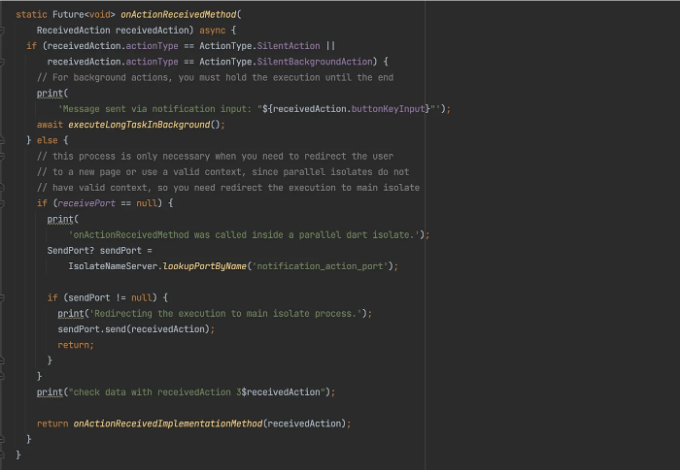 static Future<void> onActionReceivedMethod(
    ReceivedAction receivedAction) async {
  if (receivedAction.actionType == ActionType.SilentAction ||
      receivedAction.actionType == ActionType.SilentBackgroundAction) {
    // For background actions, you must hold the execution until the end
    print(
        'Message sent via notification input: "${receivedAction.buttonKeyInput}"');
    await executeLongTaskInBackground();
  } else {
    // this process is only necessary when you need to redirect the user
    // to a new page or use a valid context, since parallel isolates do not
    // have valid context, so you need redirect the execution to main isolate
    if (receivePort == null) {
      print(
          'onActionReceivedMethod was called inside a parallel dart isolate.');
      SendPort? sendPort =
          IsolateNameServer.lookupPortByName('notification_action_port');

      if (sendPort != null) {
        print('Redirecting the execution to main isolate process.');
        sendPort.send(receivedAction);
        return;
      }
    }
    print("check data with receivedAction 3$receivedAction");

    return onActionReceivedImplementationMethod(receivedAction);
  }
}